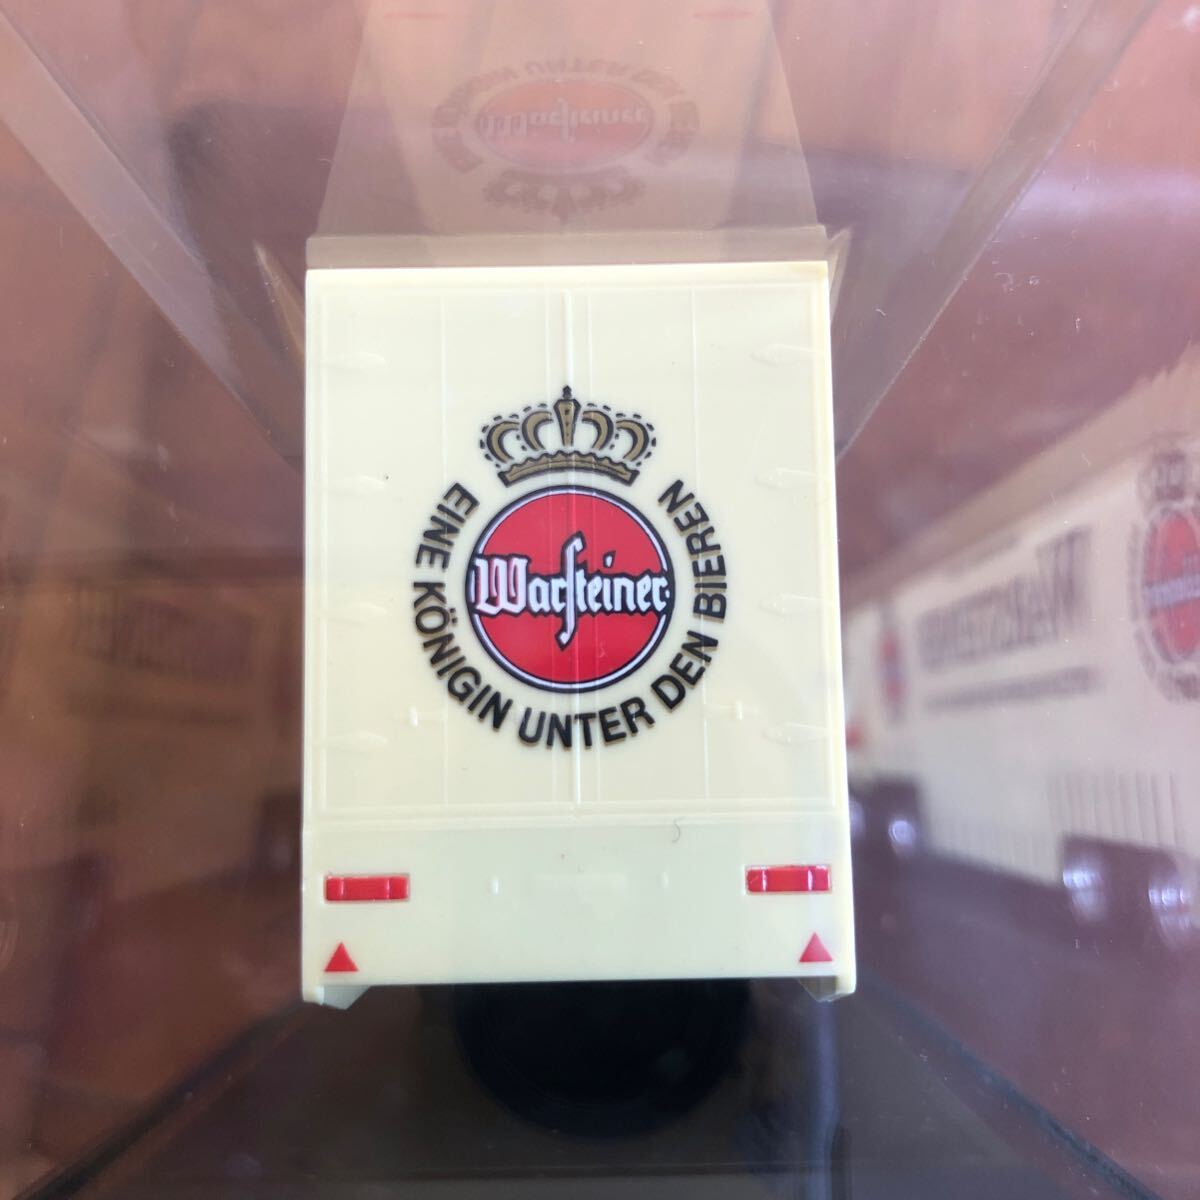 Warsteiner
EINE KÖNIGIN UNTER DEN BIEREN